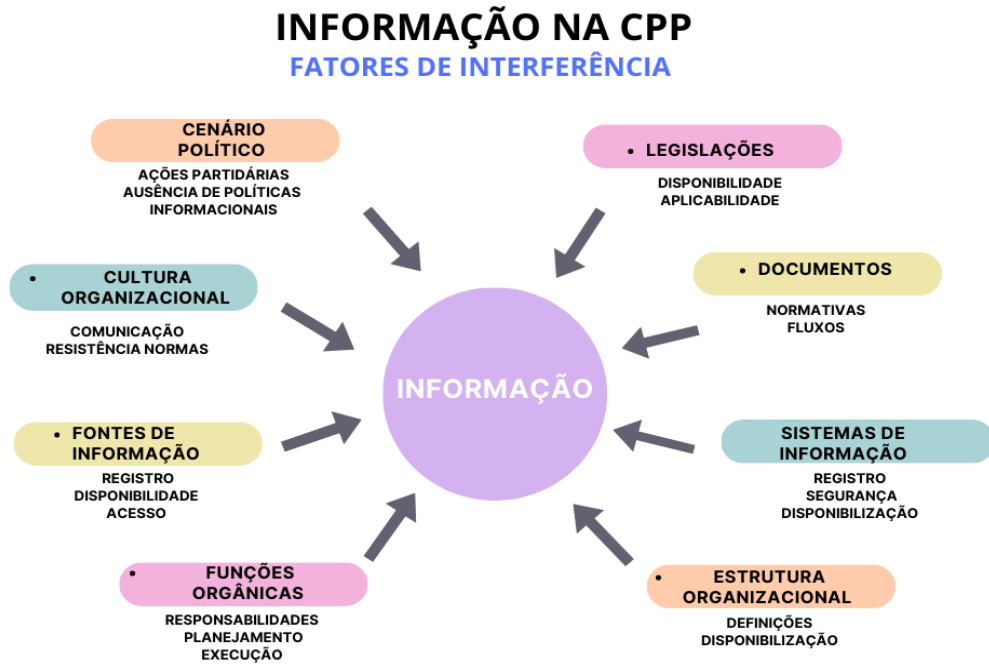 INFORMAÇÃO NA CPP
FATORES DE INTERFERÊNCIA
CENÁRIO
POLÍTICO
AÇÕES PARTIDÁRIAS
AUSÊNCIA DE POLÍTICAS
INFORMACIONAIS
• LEGISLAÇÕES
DISPONIBILIDADE
APLICABILIDADE
• CULTURA
ORGANIZACIONAL
COMUNICAÇÃO
RESISTÊNCIA NORMAS
• DOCUMENTOS
NORMATIVAS
FLUXOS
INFORMAÇÃO
• FONTES DE
INFORMAÇÃO
REGISTRO
DISPONIBILIDADE
ACESSO
SISTEMAS DE
INFORMAÇÃO
REGISTRO
SEGURANÇA
DISPONIBILIZAÇÃO
• FUNÇÕES
ORGÂNICAS
RESPONSABILIDADES
PLANEJAMENTO
EXECUÇÃO
• ESTRUTURA
ORGANIZACIONAL
DEFINIÇÕES
DISPONIBILIZAÇÃO